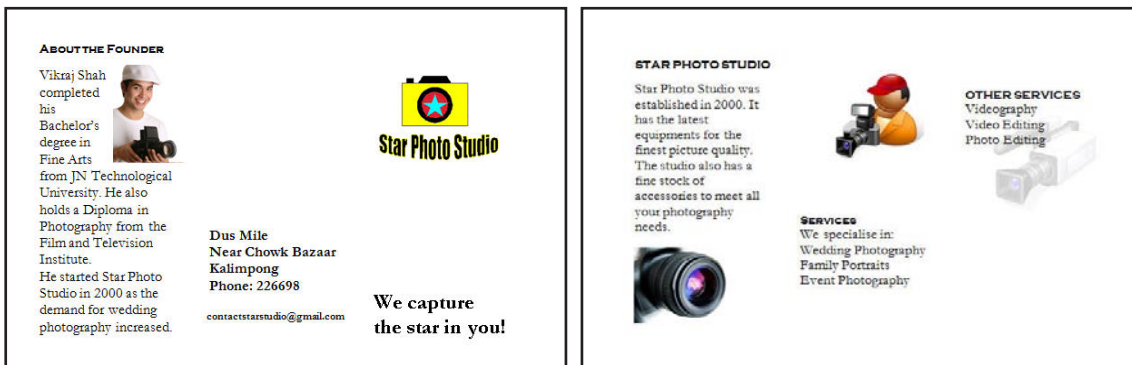 ABOUT THE FOUNDER
Vikraj Shah
completed
his
Bachelor's
degree in
Fine Arts
from JN Technological
University. He also
holds a Diploma in
Photography from the
Film and Television
Institute.
He started Star Photo
Studio in 2000 as the
demand for wedding
photography increased.
Dus Mile
Near Chowk Bazaar
Kalimpong
Phone: 226698
contactstarstudio@gmail.com
Star Photo Studio
We capture
the star in you!
STAR PHOTO STUDIO
Star Photo Studio was
established in 2000. It
has the latest
equipments for the
finest picture quality.
The studio also has a
fine stock of
accessories to meet all
your photography
needs.
SERVICES
We specialise in:
Wedding Photography
Family Portraits
Event Photography
OTHER SERVICES
Videography
Video Editing
Photo Editing